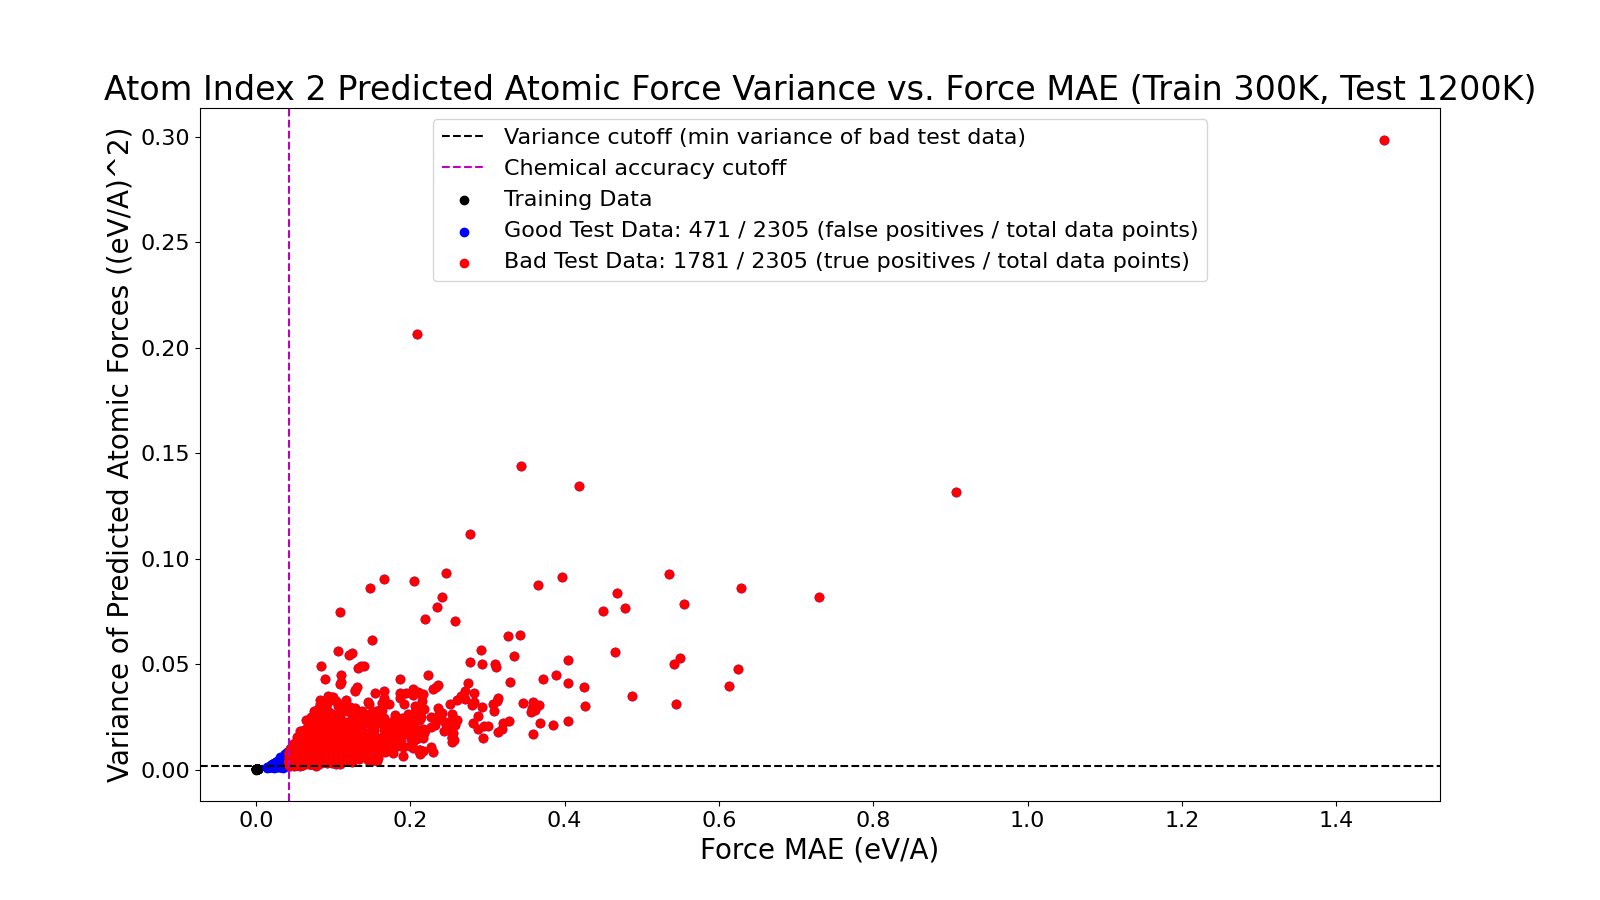 Atom Index 2 Predicted Atomic Force Variance vs. Force MAE (Train 300K, Test 1200K)
Variance cutoff (min variance of bad test data)
Chemical accuracy cutoff
Training Data
Good Test Data: 471 / 2305 (false positives / total data points)
Bad Test Data: 1781 / 2305 (true positives / total data points)
Variance of Predicted Atomic Forces ((eV/A)^2)
0.30
0.25
0.20
0.15
0.10
0.05
0.00
0.0 0.2 0.4 0.6 0.8 1.0 1.2 1.4
Force MAE (eV/A)